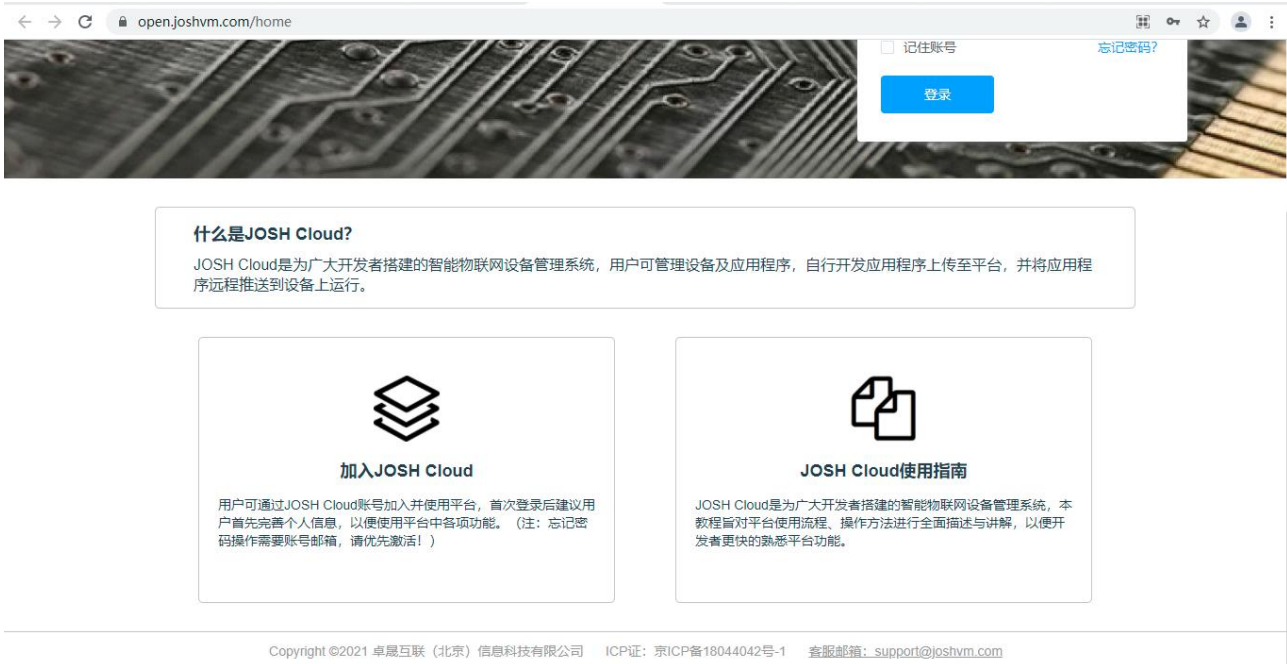 open.joshvm.com/home
记住账号
忘记密码?
登录
什么是JOSH Cloud?
JOSH Cloud是为广大开发者搭建的智能物联网设备管理系统，用户可管理设备及应用程序，自行开发应用程序上传至平台，并将应用程
序远程推送到设备上运行。
加入JOSH Cloud
用户可通过JOSH Cloud账号加入并使用平台，首次登录后建议用
户首先完善个人信息，以便使用平台中各项功能。（注：忘记密
码操作需要账号邮箱，请优先激活！）
JOSH Cloud使用指南
JOSH Cloud是为广大开发者搭建的智能物联网设备管理系统，本
教程旨对平台使用流程、操作方法进行全面描述与讲解，以便开
发者更快的熟悉平台功能。
Copyright ©2021 卓晟互联（北京）信息科技有限公司 ICP证：京ICP备18044042号-1 客服邮箱：support@joshvm.com